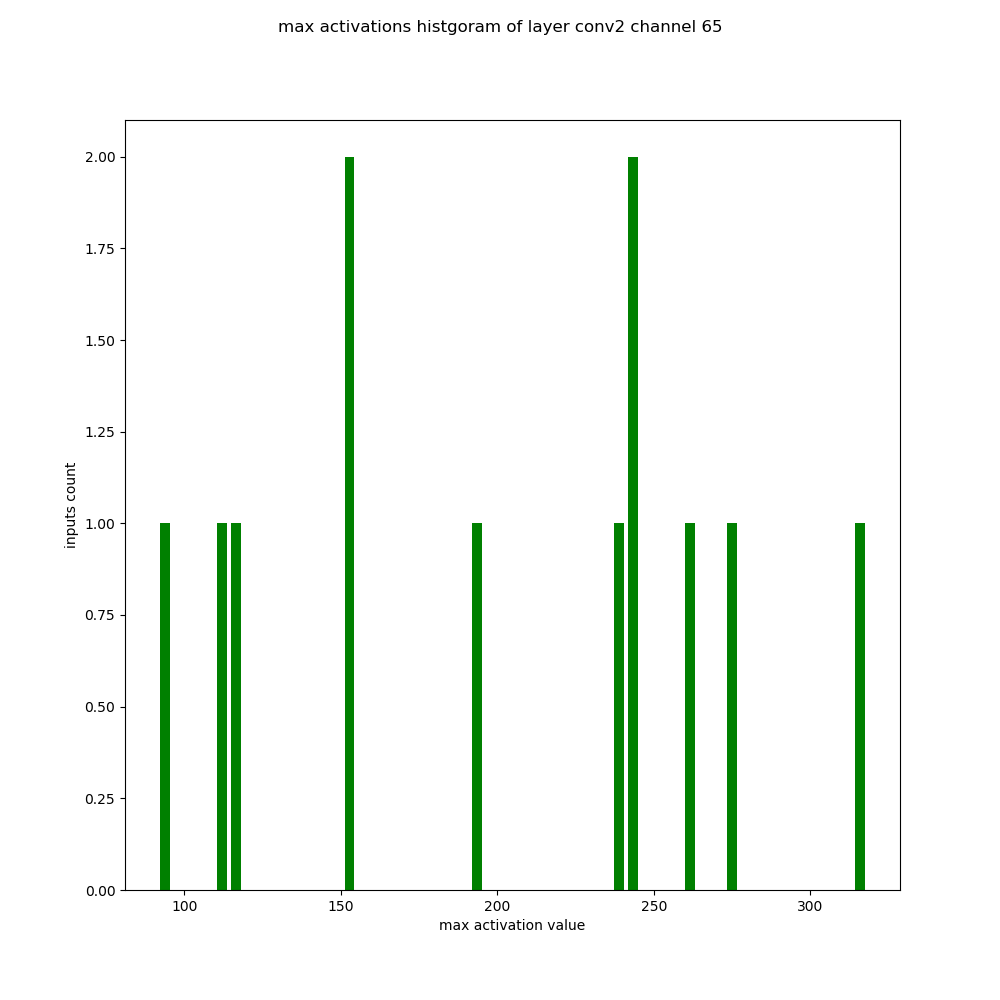 max activations histgoram of layer conv2 channel 65
2.00
1.75
1.50
1.25
1.00
0.75
0.50
0.25
0.00
inputs count
100 150 200 250 300
max activation value